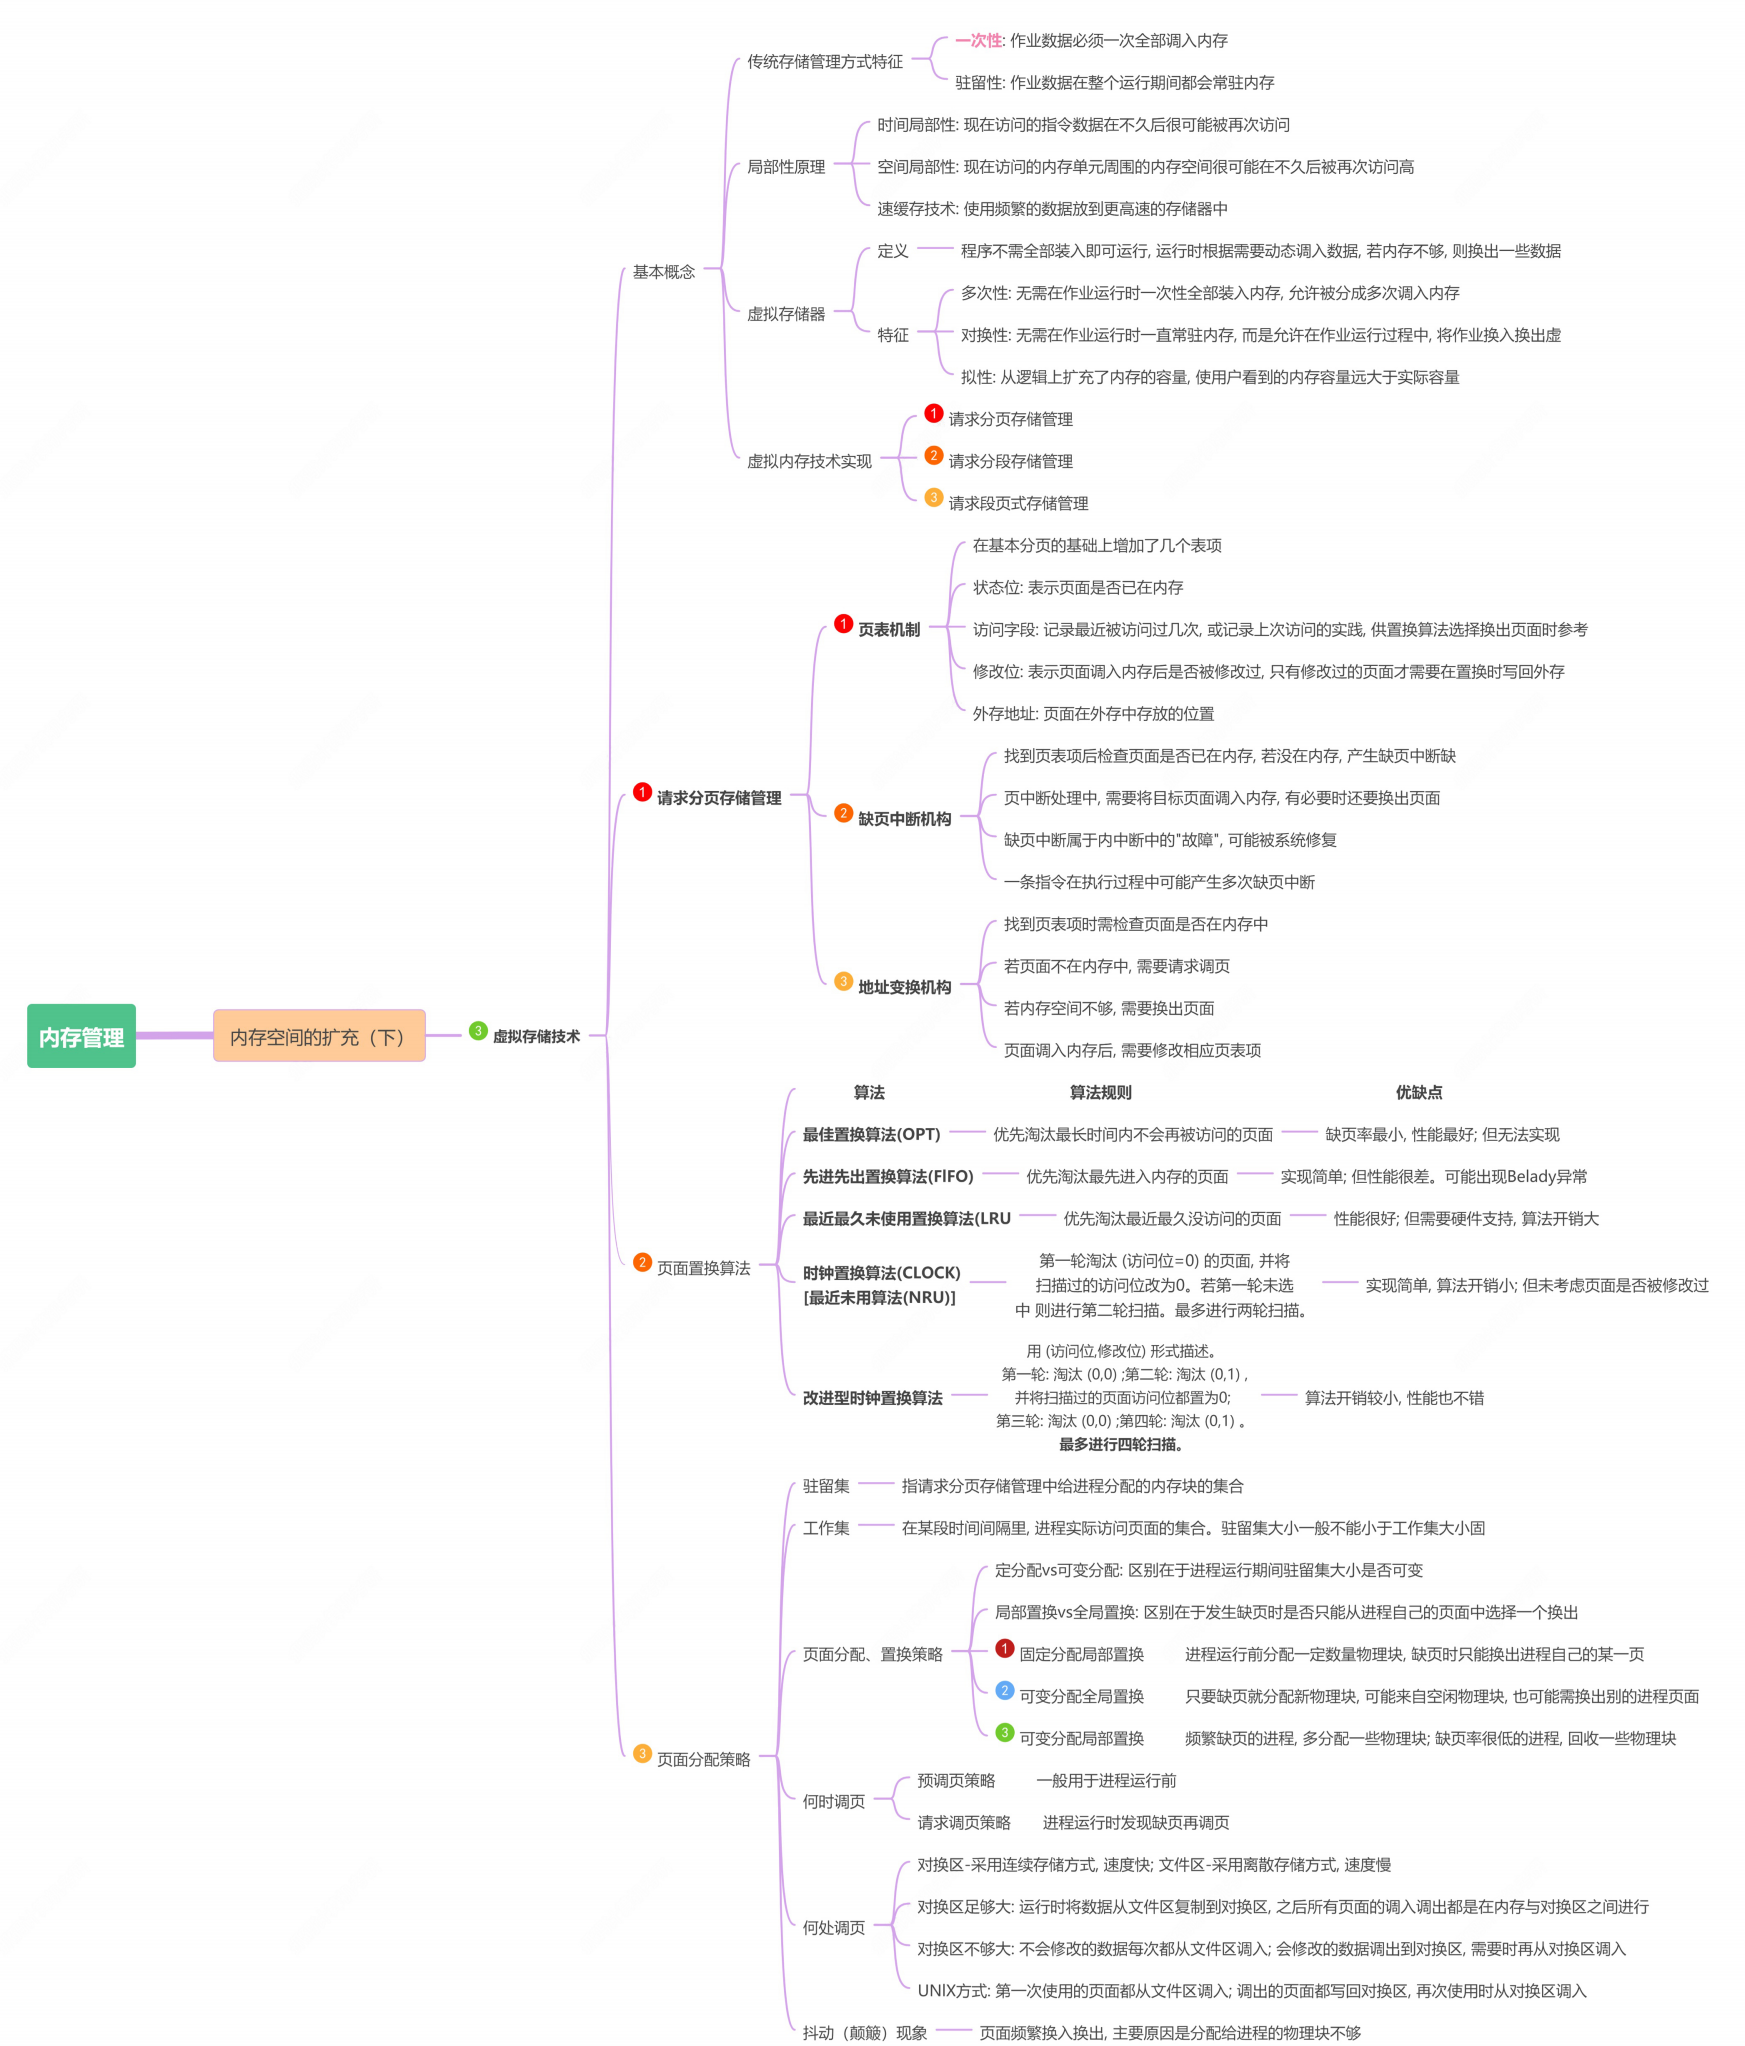 一次性: 作业数据必须一次全部调入内存
传统存储管理方式特征
驻留性: 作业数据在整个运行期间都会常驻内存
时间局部性: 现在访问的指令数据在不久后很可能被再次访问
局部性原理
空间局部性: 现在访问的内存单元周围的内存空间很可能在不久后被再次访问高
速缓存技术: 使用频繁的数据放到更高速的存储器中
定义
程序不需全部装入即可运行, 运行时根据需要动态调入数据, 若内存不够, 则换出一些数据
基本概念
多次性: 无需在作业运行时一次性全部装入内存, 允许被分成多次调入内存
虚拟存储器
特征
对换性: 无需在作业运行时一直常驻内存, 而是允许在作业运行过程中, 将作业换入换出虚
拟性: 从逻辑上扩充了内存的容量, 使用户看到的内存容量远大于实际容量
1 请求分页存储管理
虚拟内存技术实现
2 请求分段存储管理
3 请求段页式存储管理
在基本分页的基础上增加了几个表项
状态位: 表示页面是否已在内存
1 页表机制
访问字段: 记录最近被访问过几次, 或记录上次访问的实践, 供置换算法选择换出页面时参考
修改位: 表示页面调入内存后是否被修改过, 只有修改过的页面才需要在置换时写回外存
外存地址: 页面在外存中存放的位置
找到页表项后检查页面是否已在内存, 若没在内存, 产生缺页中断缺
1 请求分页存储管理
页中断处理中, 需要将目标页面调入内存, 有必要时还要换出页面
2 缺页中断机构
缺页中断属于内中断中的"故障", 可能被系统修复
一条指令在执行过程中可能产生多次缺页中断
找到页表项时需检查页面是否在内存中
若页面不在内存中, 需要请求调页
3 地址变换机构
若内存空间不够, 需要换出页面
页面调入内存后, 需要修改相应页表项
内存管理
内存空间的扩充（下）
3 虚拟存储技术
算法 算法规则 优缺点
最佳置换算法(OPT) 优先淘汰最长时间内不会再被访问的页面 缺页率最小, 性能最好; 但无法实现
先进先出置换算法(FlFO) 优先淘汰最先进入内存的页面 实现简单; 但性能很差。可能出现Belady异常
最近最久未使用置换算法(LRU 优先淘汰最近最久没访问的页面 性能很好; 但需要硬件支持, 算法开销大
2 页面置换算法
时钟置换算法(CLOCK)
[最近未用算法(NRU)]
第一轮淘汰 (访问位=0) 的页面, 并将
扫描过的访问位改为0。若第一轮未选
中 则进行第二轮扫描。最多进行两轮扫描。
实现简单, 算法开销小; 但未考虑页面是否被修改过
用 (访问位,修改位) 形式描述。
第一轮: 淘汰 (0,0) ;第二轮: 淘汰 (0,1) ,
改进型时钟置换算法
并将扫描过的页面访问位都置为0;
算法开销较小, 性能也不错
第三轮: 淘汰 (0,0) ;第四轮: 淘汰 (0,1) 。
最多进行四轮扫描。
驻留集 指请求分页存储管理中给进程分配的内存块的集合
工作集 在某段时间间隔里, 进程实际访问页面的集合。驻留集大小一般不能小于工作集大小固
定分配vs可变分配: 区别在于进程运行期间驻留集大小是否可变
局部置换vs全局置换: 区别在于发生缺页时是否只能从进程自己的页面中选择一个换出
页面分配、置换策略
1 固定分配局部置换 进程运行前分配一定数量物理块, 缺页时只能换出进程自己的某一页
2 可变分配全局置换 只要缺页就分配新物理块, 可能来自空闲物理块, 也可能需换出别的进程页面
3 可变分配局部置换 频繁缺页的进程, 多分配一些物理块; 缺页率很低的进程, 回收一些物理块
3 页面分配策略
预调页策略 一般用于进程运行前
何时调页
请求调页策略 进程运行时发现缺页再调页
对换区-采用连续存储方式, 速度快; 文件区-采用离散存储方式, 速度慢
对换区足够大: 运行时将数据从文件区复制到对换区, 之后所有页面的调入调出都是在内存与对换区之间进行
何处调页
对换区不够大: 不会修改的数据每次都从文件区调入; 会修改的数据调出到对换区, 需要时再从对换区调入
UNlX方式: 第一次使用的页面都从文件区调入; 调出的页面都写回对换区, 再次使用时从对换区调入
抖动（颠簸）现象 页面频繁换入换出, 主要原因是分配给进程的物理块不够